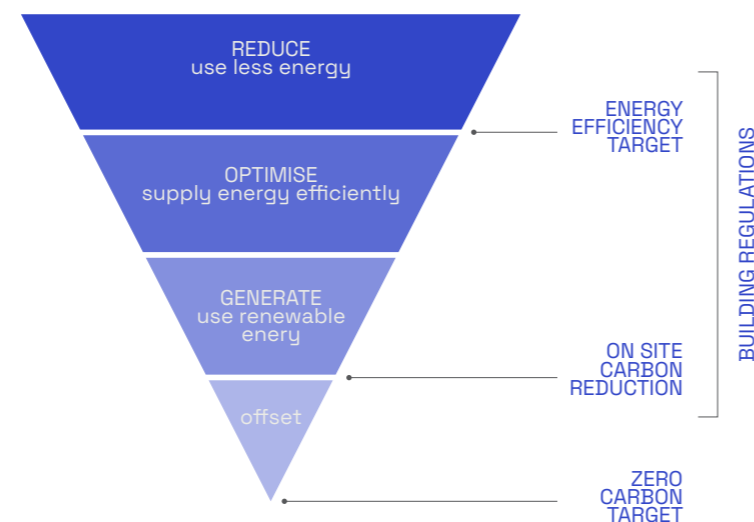 REDUCE
use less energy
OPTIMISE
supply energy efficiently
GENERATE
use renewable
enery
offset
ENERGY
EFFICIENCY
TARGET
ON SITE
CARBON
REDUCTION
ZERO
CARBON
TARGET
BUILDING REGULATIONS